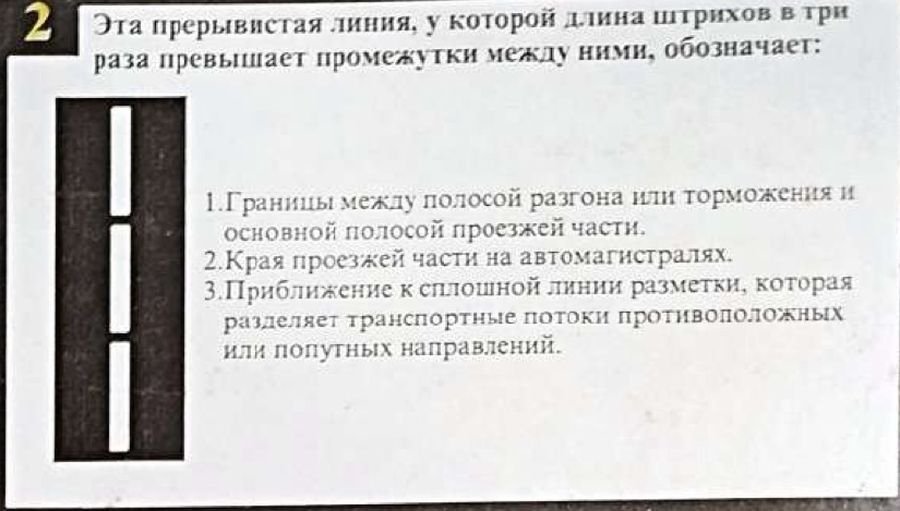 2
Эта прерывистая линия, у которой длина штрихов в три
раза превышает промежутки между ними, обозначает:
1.Границы между полосой разгона или торможения и
основной полосой проезжей части.
2.Края проезжей части на автомагистралях.
3.Приближение к сплошной линии разметки, которая
разделяет транспортные потоки противоположных
или попутных направлений.